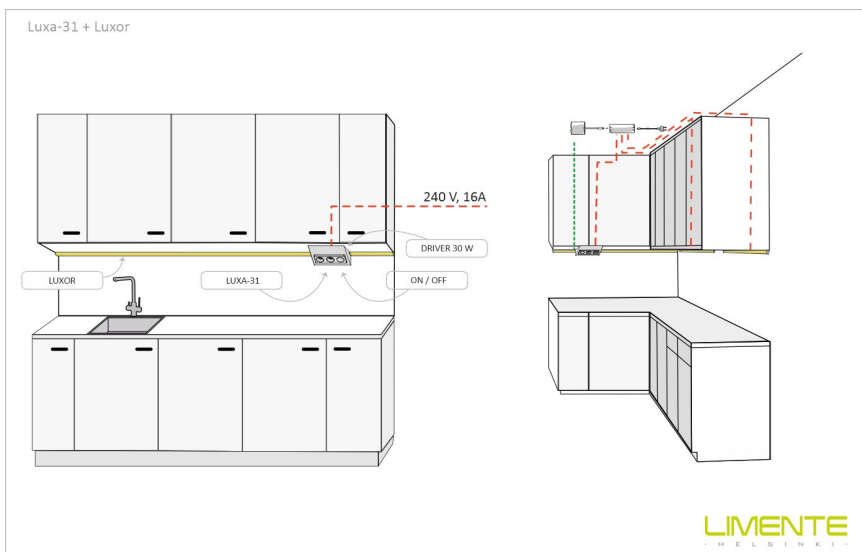 Luxa-31 + Luxor
240 V, 16A
DRIVER 30 W
LUXOR
LUXA-31
ON / OFF
LIMENTE
· HELSINKI ·